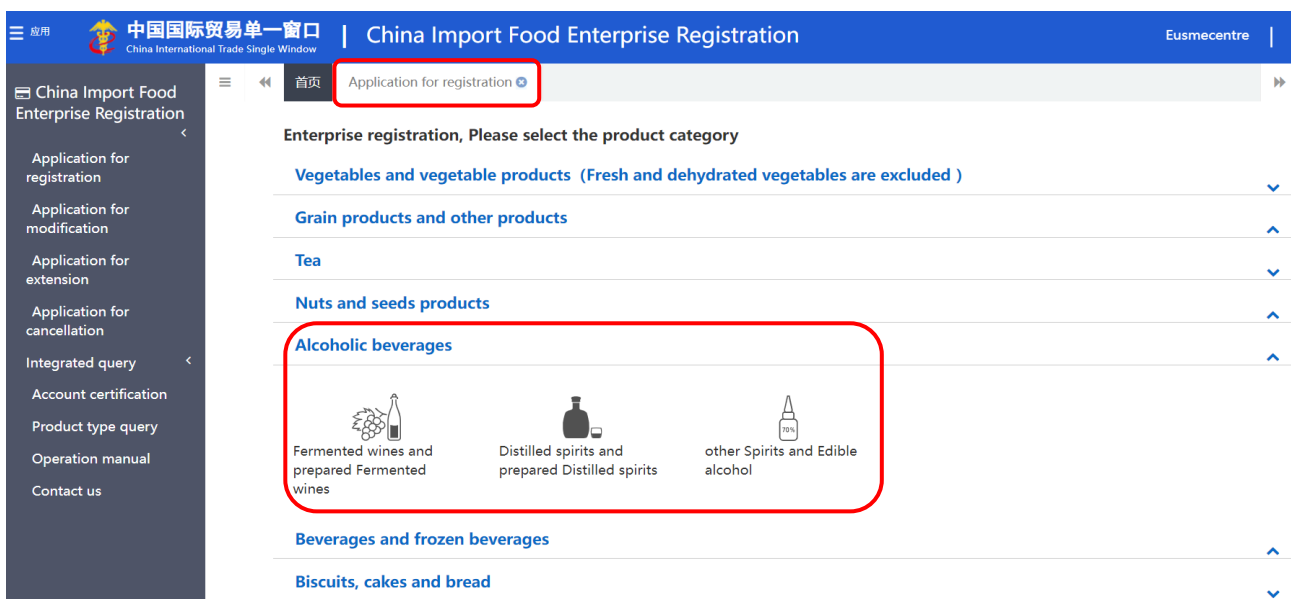 应用
中国国际贸易单一窗口
China International Trade Single Window
| China Import Food Enterprise Registration
Eusmecentre |
China Import Food
Enterprise Registration
Application for
registration
Application for
modification
Application for
extension
Application for
cancellation
Integrated query
Account certification
Product type query
Operation manual
Contact us
首页
Application for registration
Enterprise registration, Please select the product category
Vegetables and vegetable products（Fresh and dehydrated vegetables are excluded ）
Grain products and other products
Tea
Nuts and seeds products
Alcoholic beverages
70%
Fermented wines and
prepared Fermented
wines
Distilled spirits and
prepared Distilled spirits
other Spirits and Edible
alcohol
Beverages and frozen beverages
Biscuits, cakes and bread